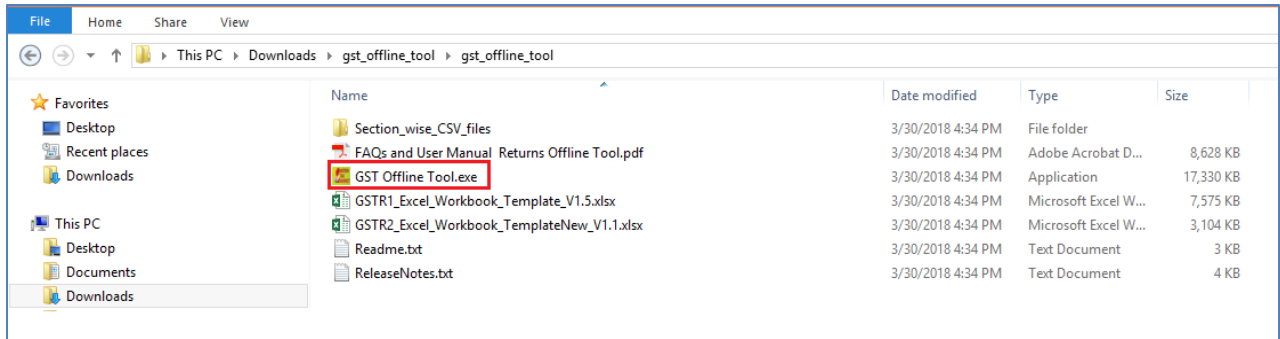 File Home Share View
This PC Downloads gst_offline_tool gst_offline_tool
Favorites
Desktop
Recent places
Downloads
This PC
Desktop
Documents
Downloads
Name Date modified Type Size
Section_wise_CSV_files 3/30/2018 4:34 PM File folder
FAQs and User Manual Returns Offline Tool.pdf 3/30/2018 4:34 PM Adobe Acrobat D... 8,628 KB
GST Offline Tool.exe 3/30/2018 4:34 PM Application 17,330 KB
GSTR1_Excel_Workbook_Template_V1.5.xlsx 3/30/2018 4:34 PM Microsoft Excel W... 7,575 KB
GSTR2_Excel_Workbook_TemplateNew_V1.1.xlsx 3/30/2018 4:34 PM Microsoft Excel W... 3,104 KB
Readme.txt 3/30/2018 4:34 PM Text Document 3 KB
ReleaseNotes.txt 3/30/2018 4:34 PM Text Document 4 KB